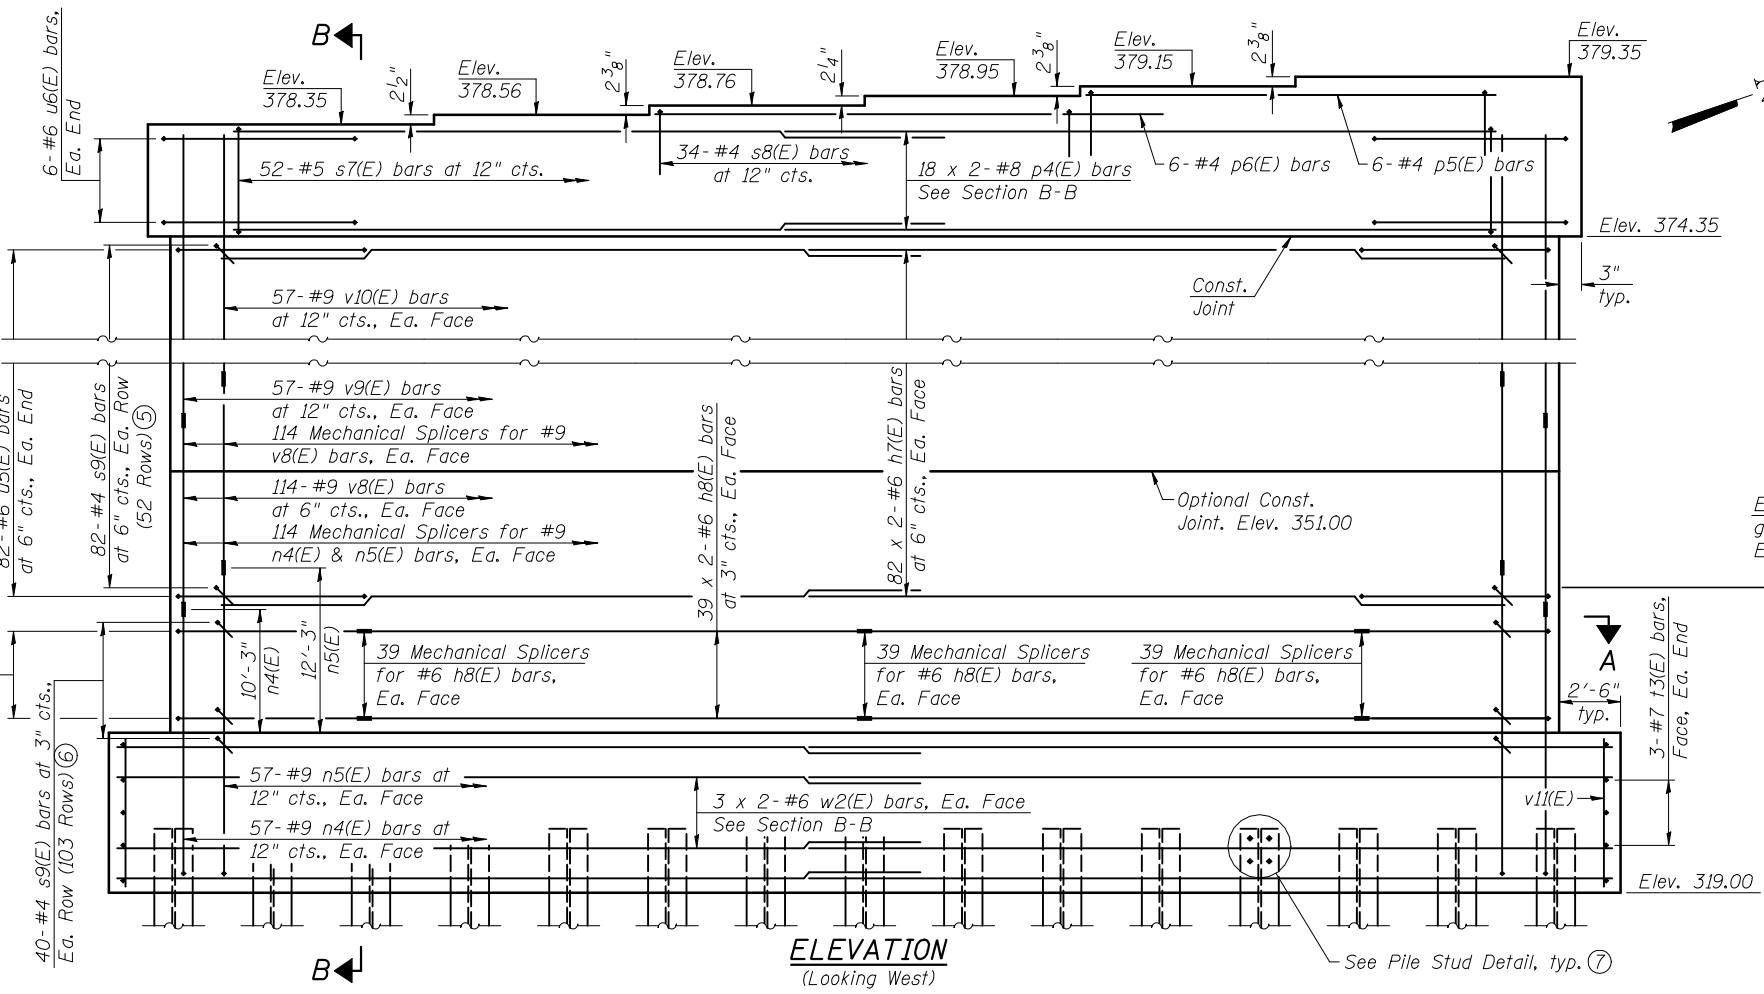 6-#6 u6(E) bars,
Ea. End
B
Elev.
378.35
2 1/2"
Elev.
378.56
2 3/8"
Elev.
378.76
2 1/4"
Elev.
378.95
2 3/8"
Elev.
379.15
2 3/8"
Elev.
379.35
52-#5 s7(E) bars at 12" cts.
34-#4 s8(E) bars
at 12" cts.
18 x 2-#8 p4(E) bars
See Section B-B
6-#4 p6(E) bars
6-#4 p5(E) bars
Elev. 374.35
3"
typ.
Const.
Joint
57-#9 v10(E) bars
at 12" cts., Ea. Face
82-#6 u5(E) bars
at 6" cts., Ea. End
82-#4 s9(E) bars
at 6" cts., Ea. Row
(52 Rows) 5
57-#9 v9(E) bars
at 12" cts., Ea. Face
114 Mechanical Splicers for #9
v8(E) bars, Ea. Face
114-#9 v8(E) bars
at 6" cts., Ea. Face
114 Mechanical Splicers for #9
n4(E) & n5(E) bars, Ea. Face
39 x 2-#6 h8(E) bars
at 3" cts., Ea. Face
82 x 2-#6 h7(E) bars
at 6" cts., Ea. Face
Optional Const.
Joint. Elev. 351.00
10'-3"
n4(E)
12'-3"
n5(E)
39 Mechanical Splicers
for #6 h8(E) bars,
Ea. Face
39 Mechanical Splicers
for #6 h8(E) bars,
Ea. Face
39 Mechanical Splicers
for #6 h8(E) bars,
Ea. Face
A
2'-6"
typ.
3-#7 t3(E) bars,
Face, Ea. End
40-#4 s9(E) bars at 3" cts.,
Ea. Row (103 Rows) 6
57-#9 n5(E) bars at
12" cts., Ea. Face
57-#9 n4(E) bars at
12" cts., Ea. Face
3 x 2-#6 w2(E) bars, Ea. Face
See Section B-B
v11(E)
Elev. 319.00
B
ELEVATION
(Looking West)
See Pile Stud Detail, typ. 7